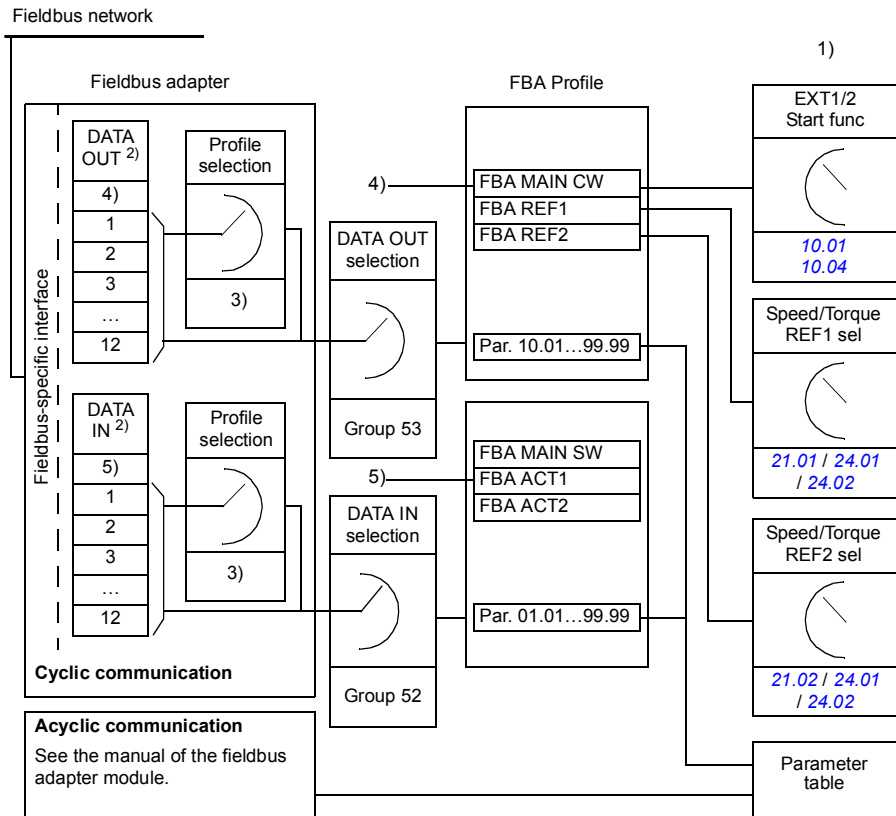 Fieldbus network
1)
Fieldbus adapter
FBA Profile
Fieldbus-specific interface
DATA
OUT 2)
4)
1
2
3
…
12
Profile
selection
3)
DATA OUT
selection
Group 53
4)
FBA MAIN CW
FBA REF1
FBA REF2
Par. 10.01…99.99
EXT1/2
Start func
10.01
10.04
Speed/Torque
REF1 sel
21.01 / 24.01
/ 24.02
DATA
IN 2)
5)
1
2
3
…
12
Profile
selection
3)
5)
DATA IN
selection
Group 52
FBA MAIN SW
FBA ACT1
FBA ACT2
Par. 01.01…99.99
Speed/Torque
REF2 sel
21.02 / 24.01
/ 24.02
Cyclic communication
Acyclic communication
See the manual of the fieldbus
adapter module.
Parameter
table